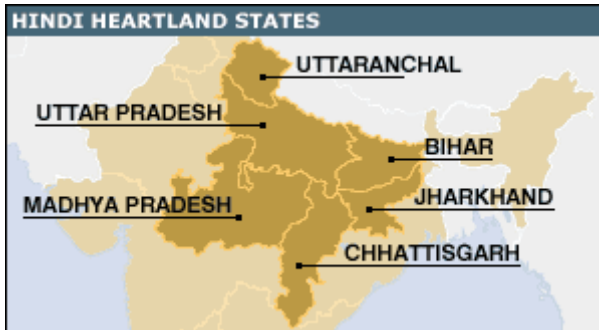 HINDI HEARTLAND STATES
UTTARANCHAL
UTTAR PRADESH
BIHAR
JHARKHAND
MADHYA PRADESH
CHHATTISGARH